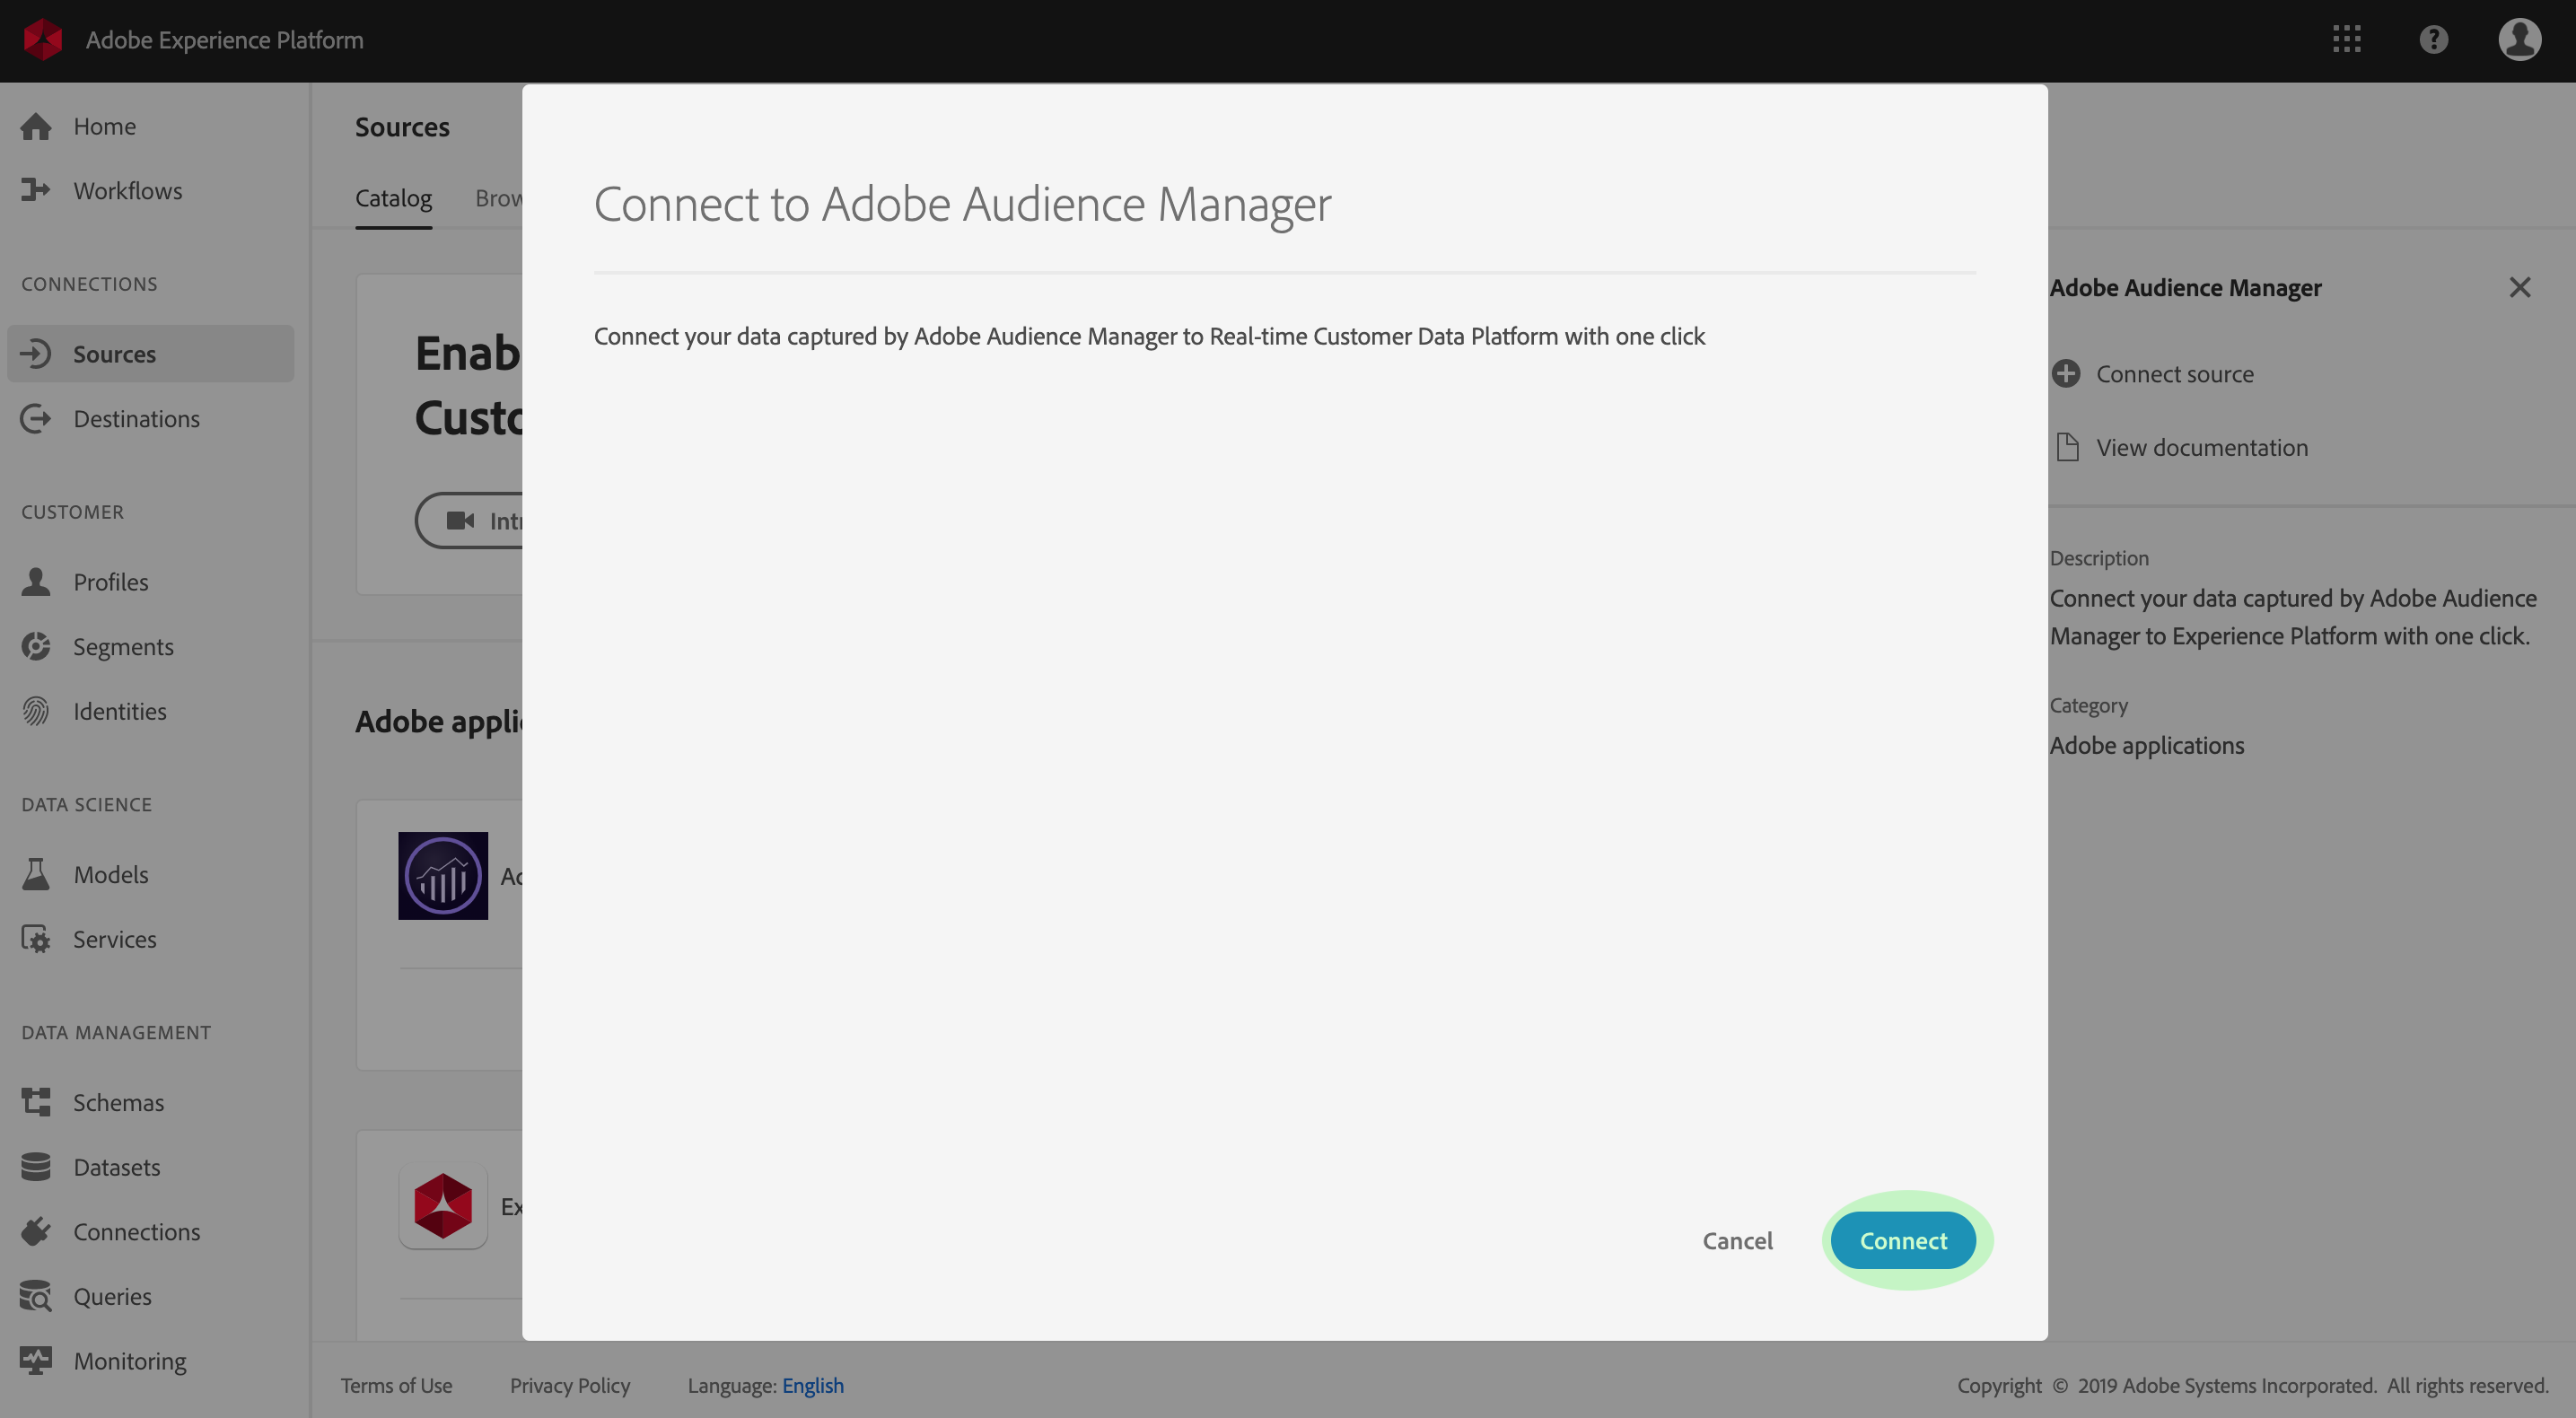 Adobe Experience Platform
Home
Workflows
CONNECTIONS
Sources
Destinations
CUSTOMER
Profiles
Segments
Identities
DATA SCIENCE
Models
Services
DATA MANAGEMENT
Schemas
Datasets
Connections
Queries
Monitoring
Sources
Catalog
Brow
Enab
Custo
Intr
Adobe appli
Ad
Ex
Connect to Adobe Audience Manager
Connect your data captured by Adobe Audience Manager to Real-time Customer Data Platform with one click
Cancel
Connect
Adobe Audience Manager
Connect source
View documentation
Description
Connect your data captured by Adobe Audience
Manager to Experience Platform with one click.
Category
Adobe applications
Terms of Use
Privacy Policy
Language: English
Copyright © 2019 Adobe Systems Incorporated. All rights reserved.